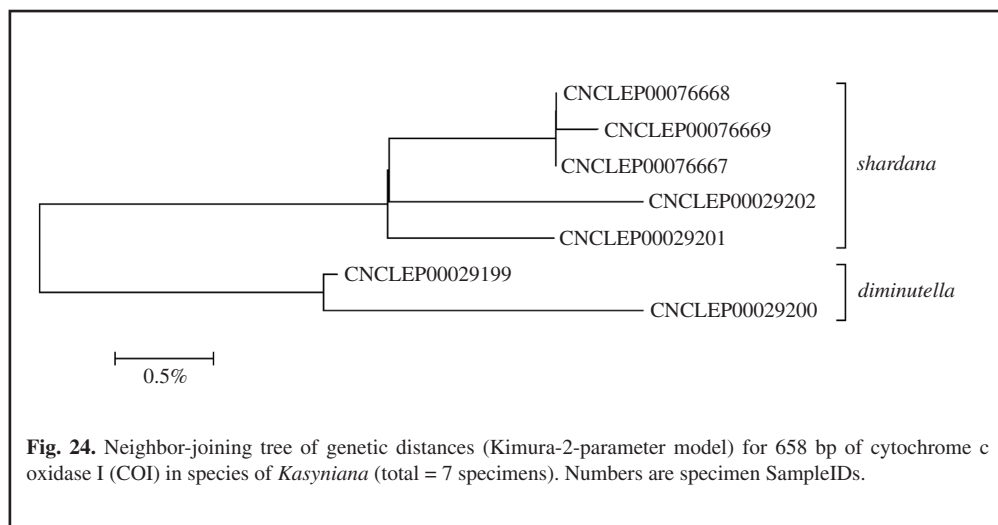 CNCLEP00076668
CNCLEP00076669
CNCLEP00076667
shardana
CNCLEP00029202
CNCLEP00029201
CNCLEP00029199
diminutella
CNCLEP00029200
0.5%
Fig. 24. Neighbor-joining tree of genetic distances (Kimura-2-parameter model) for 658 bp of cytochrome c
oxidase I (COI) in species of Kasyniana (total = 7 specimens). Numbers are specimen SampleIDs.